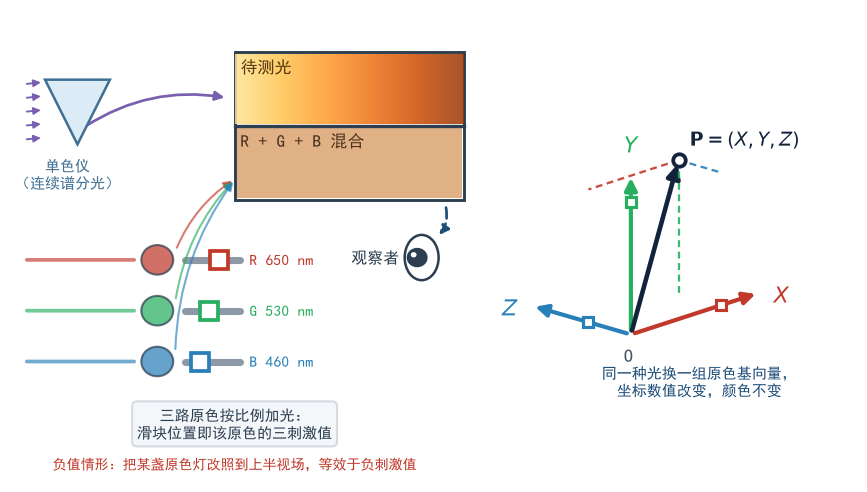 待测光
R + G + B 混合
单色仪
（连续谱分光）
观察者
R 650 nm
G 530 nm
B 460 nm
三路原色按比例加光：
滑块位置即该原色的三刺激值
负值情形：把某盏原色灯改照到上半视场，等效于负刺激值
Y
P = (X, Y, Z)
Z
X
0
同一种光换一组原色基向量，
坐标数值改变，颜色不变